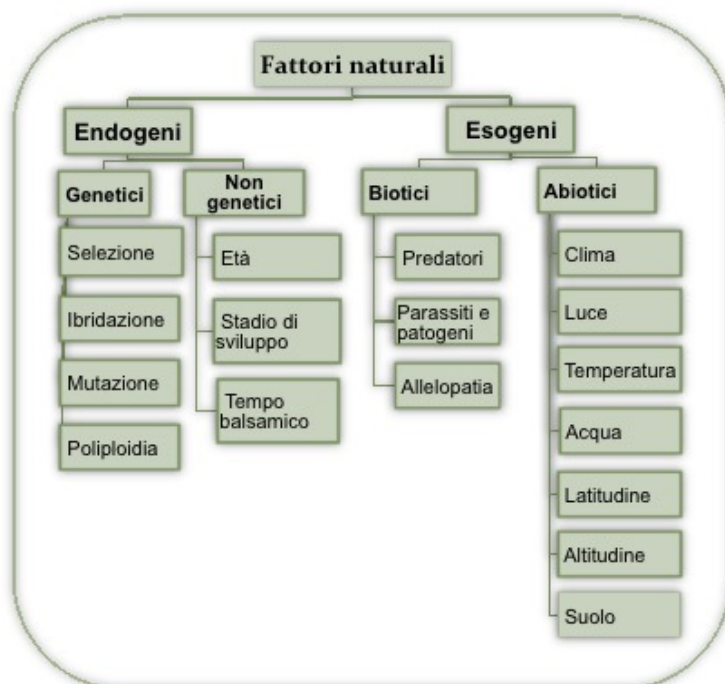 Fattori naturali
Endogeni
Esogeni
Genetici
Non
genetici
Biotici
Abiotici
Selezione
Ibridazione
Mutazione
Poliploidia
Età
Stadio di
sviluppo
Tempo
balsamico
Predatori
Parassiti e
patogeni
Allelopatia
Clima
Luce
Temperatura
Acqua
Latitudine
Altitudine
Suolo